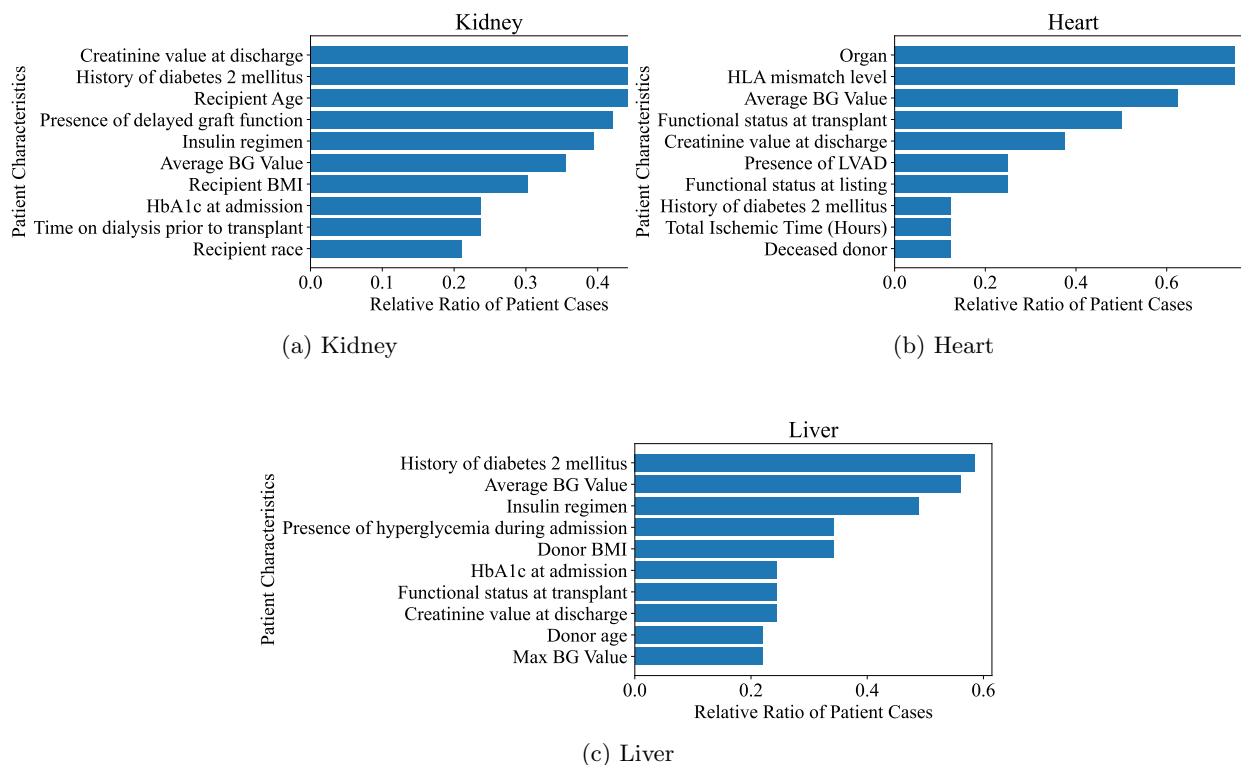 Kidney
Patient Characteristics
Creatinine value at discharge
History of diabetes 2 mellitus
Recipient Age
Presence of delayed graft function
Insulin regimen
Average BG Value
Recipient BMI
HbA1c at admission
Time on dialysis prior to transplant
Recipient race
0.0 0.1 0.2 0.3 0.4
Relative Ratio of Patient Cases
(a) Kidney
Heart
Patient Characteristics
Organ
HLA mismatch level
Average BG Value
Functional status at transplant
Creatinine value at discharge
Presence of LVAD
Functional status at listing
History of diabetes 2 mellitus
Total Ischemic Time (Hours)
Deceased donor
0.0 0.2 0.4 0.6
Relative Ratio of Patient Cases
(b) Heart
Liver
Patient Characteristics
History of diabetes 2 mellitus
Average BG Value
Insulin regimen
Presence of hyperglycemia during admission
Donor BMI
HbA1c at admission
Functional status at transplant
Creatinine value at discharge
Donor age
Max BG Value
0.0 0.2 0.4 0.6
Relative Ratio of Patient Cases
(c) Liver